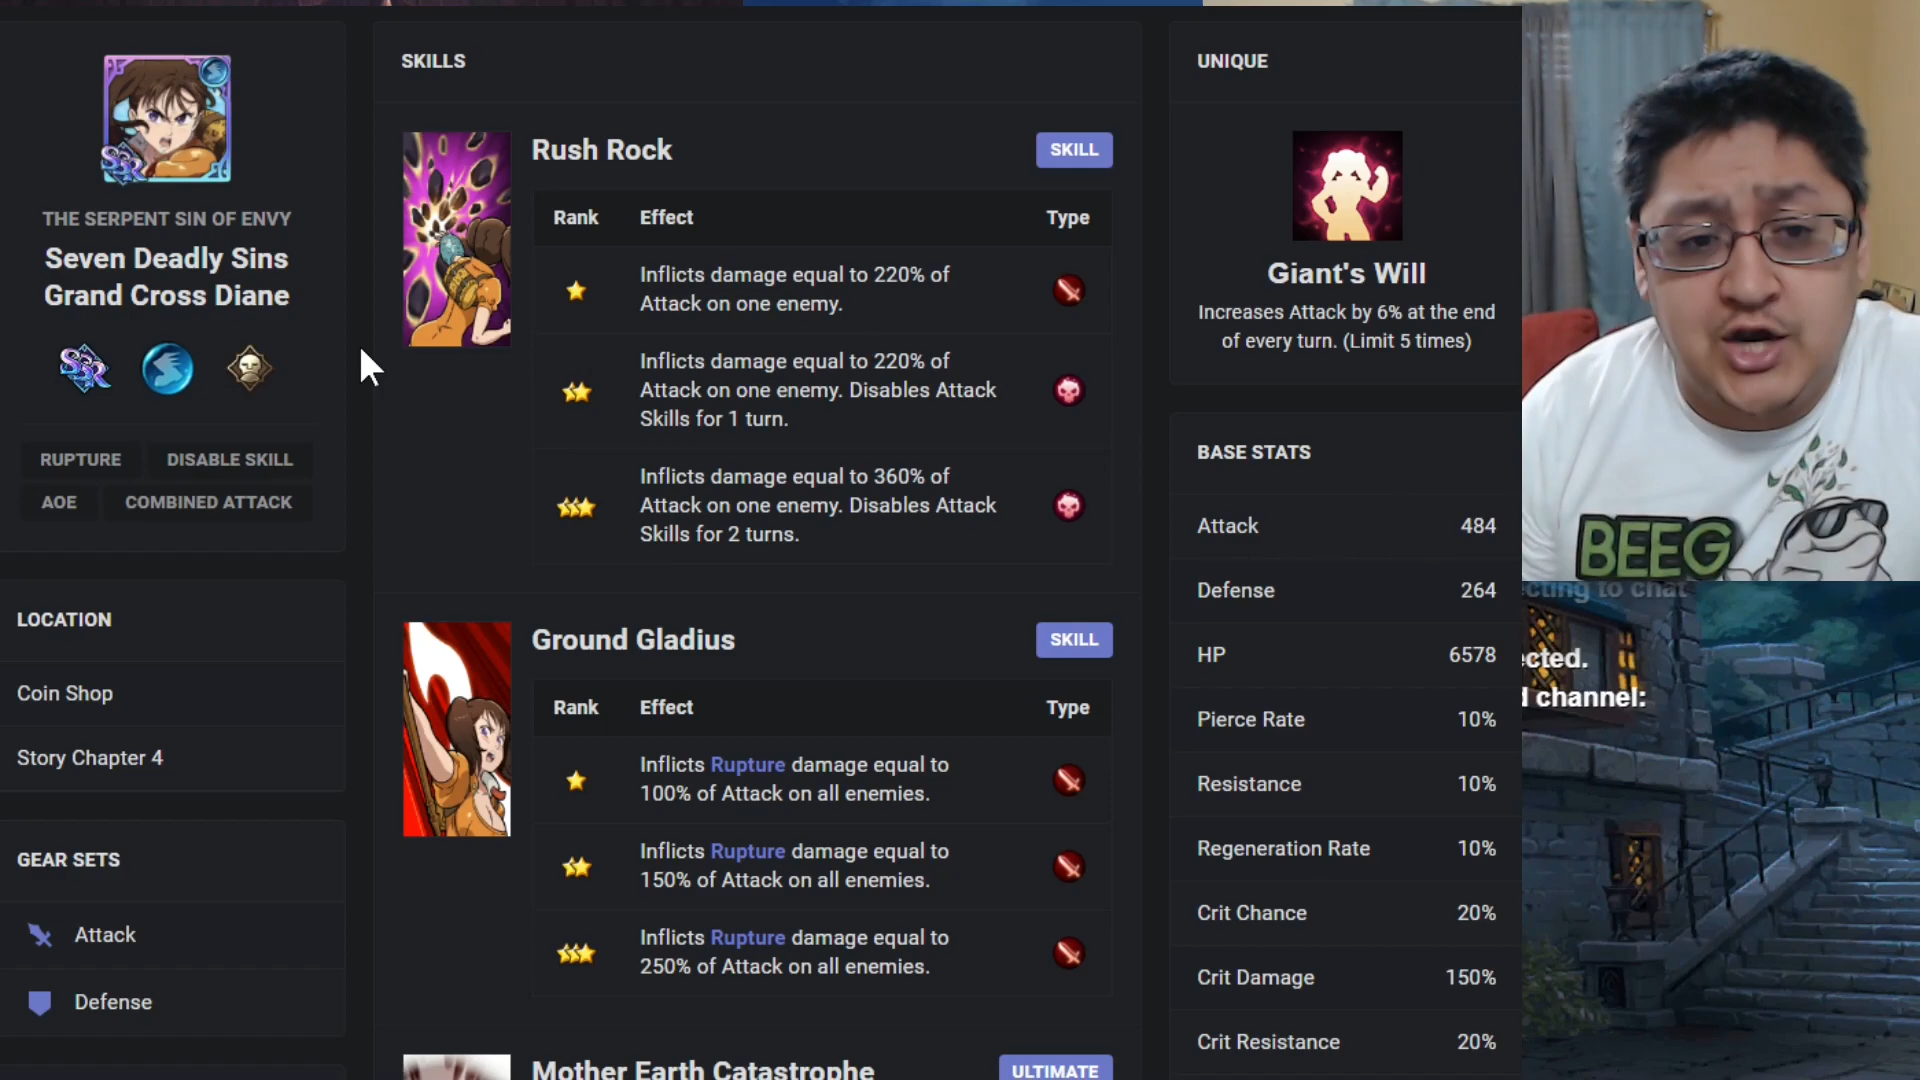 SSR
THE SERPENT SIN OF ENVY
Seven Deadly Sins
Grand Cross Diane
SSR
RUPTURE
DISABLE SKILL
AOE
COMBINED ATTACK
LOCATION
Coin Shop
Story Chapter 4
GEAR SETS
Attack
Defense
SKILLS
Rush Rock
SKILL
Rank Effect Type
Inflicts damage equal to 220% of
Attack on one enemy.
Inflicts damage equal to 220% of
Attack on one enemy. Disables Attack
Skills for 1 turn.
Inflicts damage equal to 360% of
Attack on one enemy. Disables Attack
Skills for 2 turns.
Ground Gladius
SKILL
Rank Effect Type
Inflicts Rupture damage equal to
100% of Attack on all enemies.
Inflicts Rupture damage equal to
150% of Attack on all enemies.
Inflicts Rupture damage equal to
250% of Attack on all enemies.
Mother Earth Catastrophe
ULTIMATE
UNIQUE
Giant's Will
Increases Attack by 6% at the end
of every turn. (Limit 5 times)
BASE STATS
Attack 484
Defense 264
HP 6578
Pierce Rate 10%
Resistance 10%
Regeneration Rate 10%
Crit Chance 20%
Crit Damage 150%
Crit Resistance 20%
BEEG
ecting to chat
ected.
d channel: